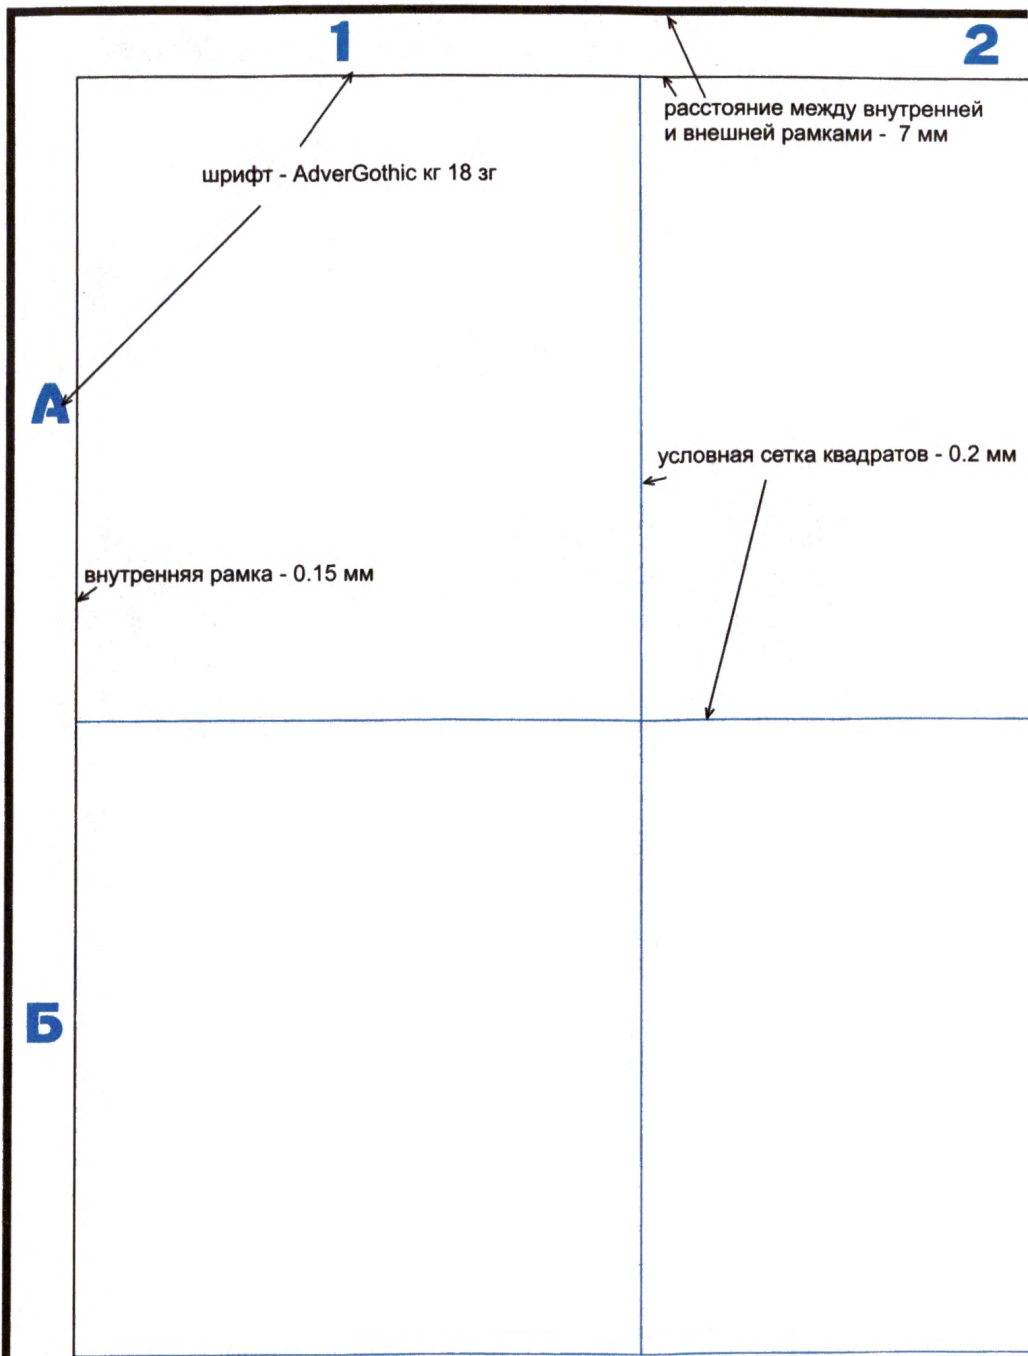 1
2
расстояние между внутренней
и внешней рамками - 7 мм
шрифт - AdverGothic кг 18 зг
А
условная сетка квадратов - 0.2 мм
внутренняя рамка - 0.15 мм
Б